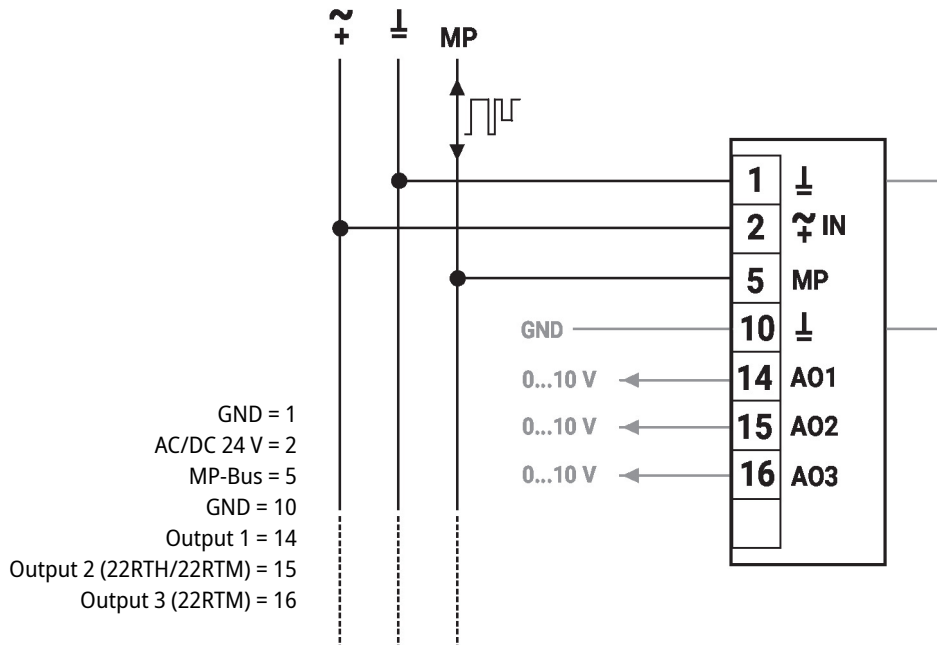 ~
+
⊥
MP
1 ⊥
2 ~+ IN
5 MP
GND 10 ⊥
0...10 V 14 AO1
0...10 V 15 AO2
0...10 V 16 AO3
GND = 1
AC/DC 24 V = 2
MP-Bus = 5
GND = 10
Output 1 = 14
Output 2 (22RTH/22RTM) = 15
Output 3 (22RTM) = 16